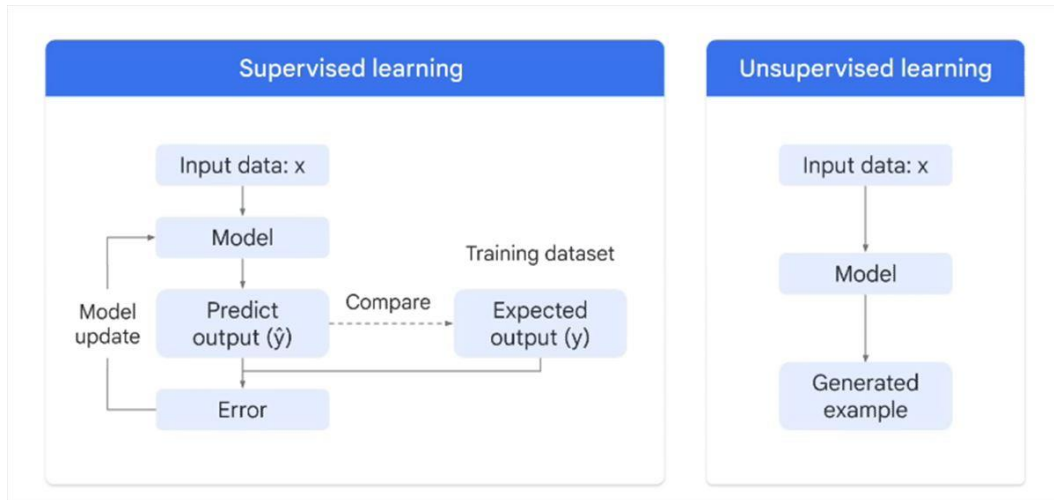 Supervised learning
Input data: x
Model
Training dataset
Model
update
Predict
output (ŷ)
Compare
Expected
output (y)
Error
Unsupervised learning
Input data: x
Model
Generated
example